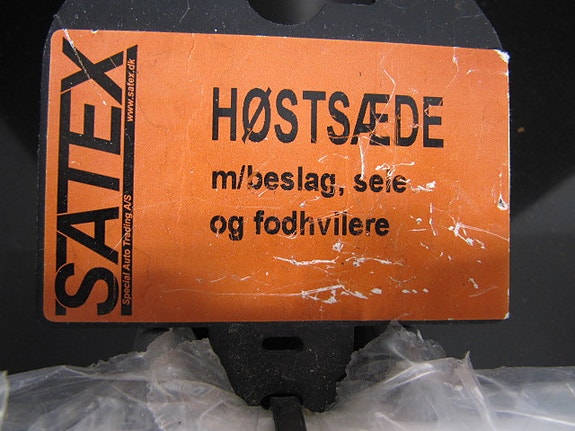 SATEX
Special Auto Trading A/S
www.satex.dk
HØSTSÆDE
m/beslag, sele
og fodhvilere